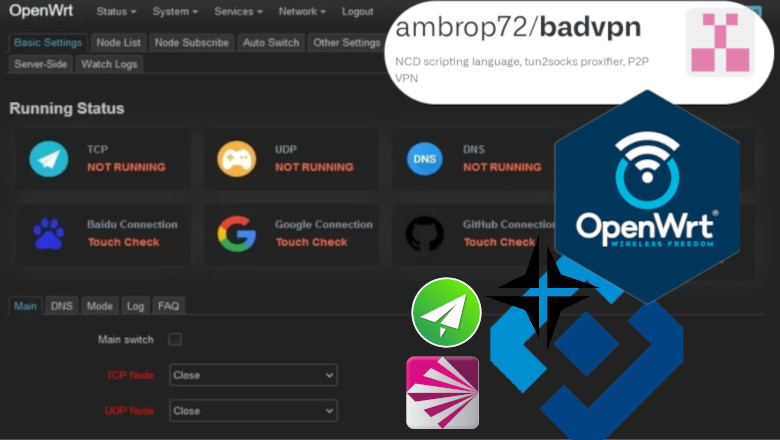 OpenWrt Status System Services Network Logout
ambrop72/badvpn
NCD scripting language, tun2socks proxifier, P2P
VPN
Basic Settings Node List Node Subscribe Auto Switch Other Settings
Server-Side Watch Logs
Running Status
TCP
NOT RUNNING
UDP
NOT RUNNING
DNS
DNS
NOT RUNNING
Baidu Connection
Touch Check
Google Connection
Touch Check
GitHub Connection
Touch Check
OpenWrt®
WIRELESS FREEDOM
Main DNS Mode Log FAQ
Main switch
TCP Node Close
UDP Node Close